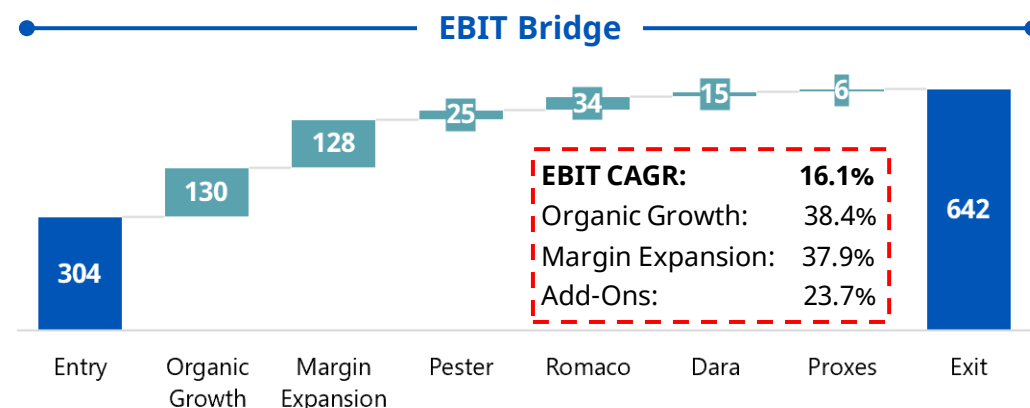 EBIT Bridge
25
34
15
6
128
130
304
642
EBIT CAGR: 16.1%
Organic Growth: 38.4%
Margin Expansion: 37.9%
Add-Ons: 23.7%
Entry
Organic
Growth
Margin
Expansion
Pester
Romaco
Dara
Proxes
Exit